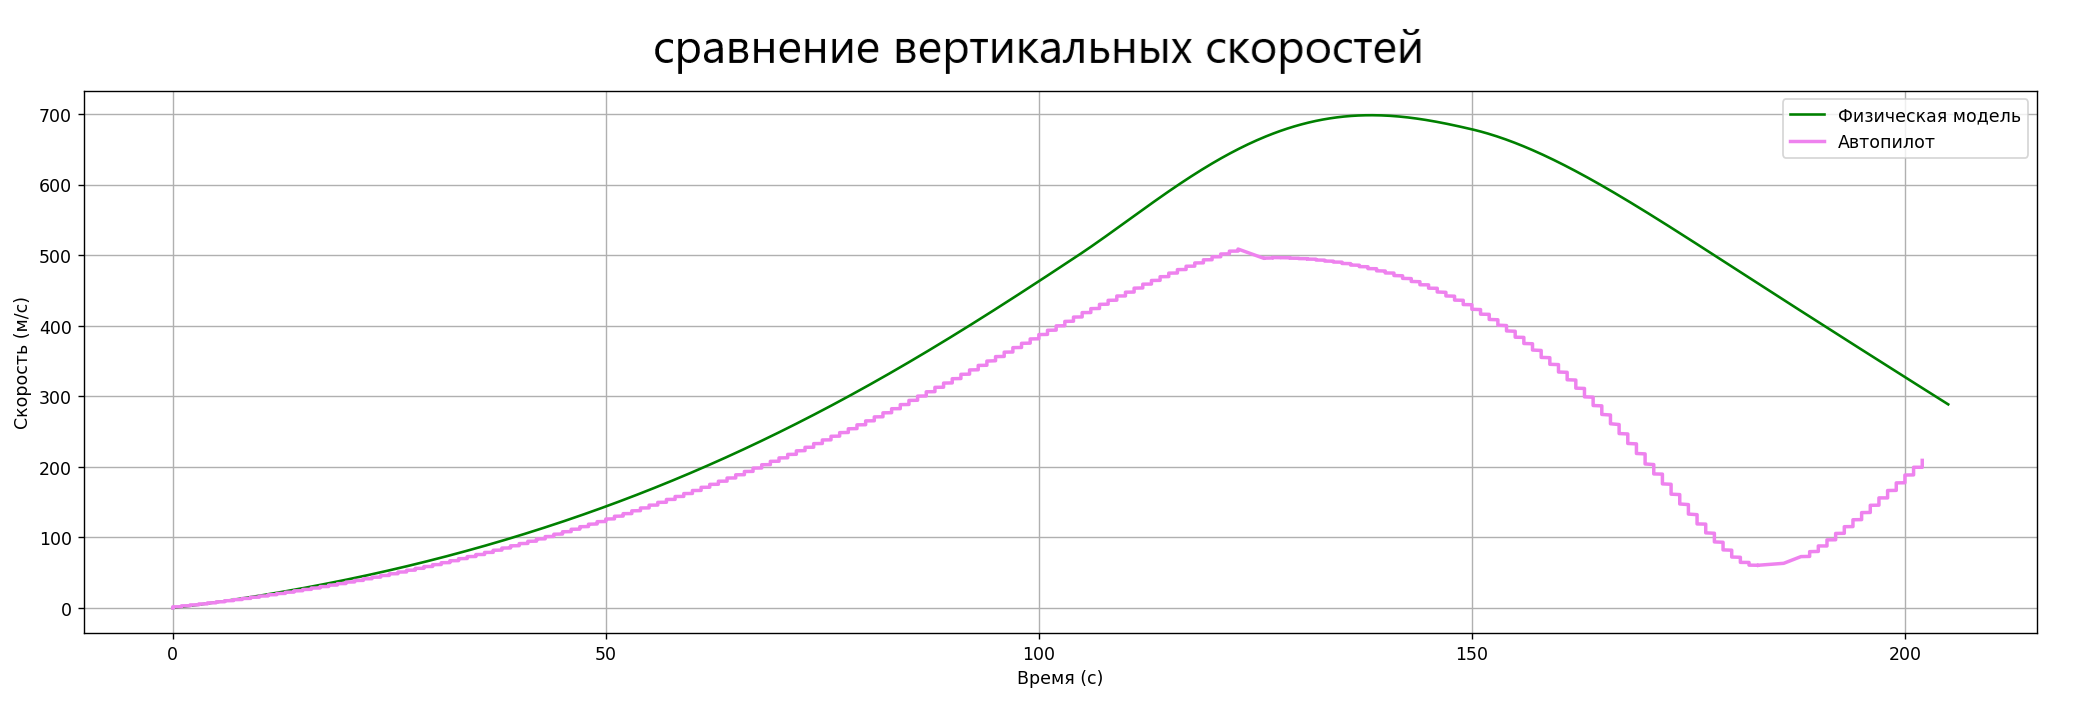 сравнение вертикальных скоростей
Физическая модель
Автопилот
Скорость (м/с)
700
600
500
400
300
200
100
0
0 50 100 150 200
Время (с)